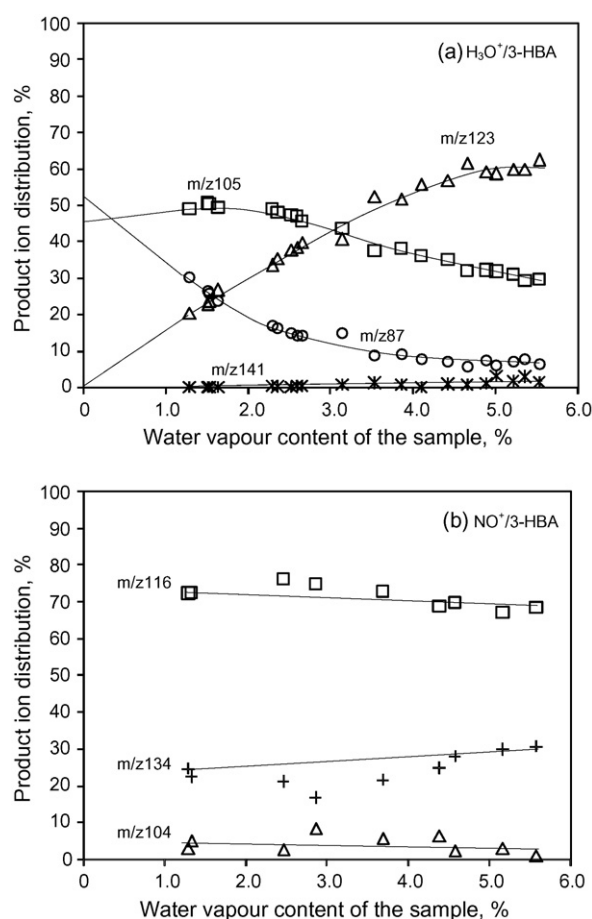 (a) H₃O⁺/3-HBA
Product ion distribution, %
100
90
80
70
60
50
40
30
20
10
0
m/z123
m/z105
m/z87
m/z141
0 1.0 2.0 3.0 4.0 5.0 6.0
Water vapour content of the sample, %
(b) NO⁺/3-HBA
Product ion distribution, %
100
90
80
70
60
50
40
30
20
10
0
m/z116
m/z134
m/z104
0 1.0 2.0 3.0 4.0 5.0 6.0
Water vapour content of the sample, %